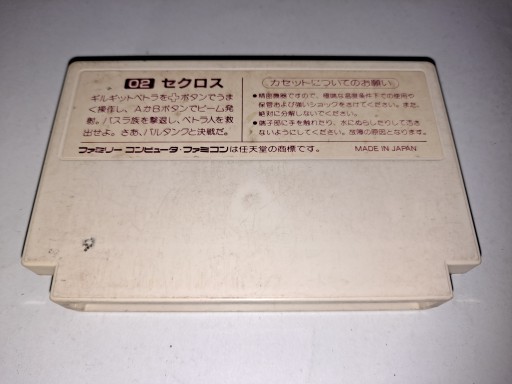 02 セクロス
ギルギットペトラを✚ボタンでうま
く操作し、AかBボタンでビーム発
射。バスラ族を撃退し、ペトラ人を救
出せよ。さあ、バルタンクと決戦だ。
カセットについてのお願い
●精密機器ですので、極端な温度条件下での使用や
保管および強いショックをさけてください。また、
絶対に分解しないでください。
●端子部に手を触れたり、水にぬらしたりしてよさ
ないようにしてください。故障の原因となります。
ファミリーコンピュータ・ファミコンは任天堂の商標です。
MADE IN JAPAN